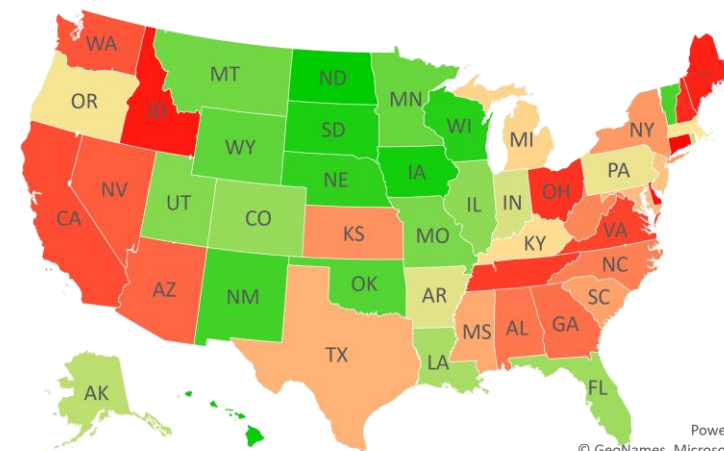 WA
MT
ND
MN
OR
ID
SD
WI
MI
NY
WY
IA
PA
NE
NV
UT
CO
IL
IN
OH
CA
KS
MO
KY
VA
AZ
NM
OK
AR
NC
SC
MS
AL
GA
TX
LA
AK
FL
Powe
© GeoNames, Microso